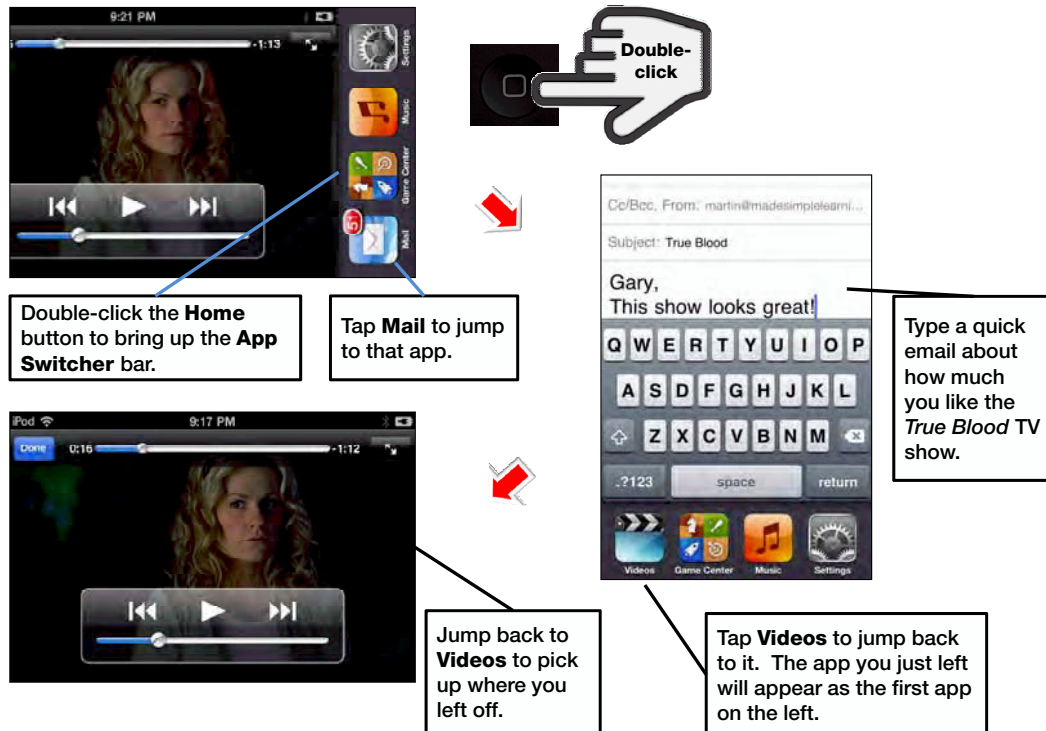 9:21 PM
-1:13
Settings
Music
Game Center
Mail
51
Double-
click
Double-click the Home
button to bring up the App
Switcher bar.
Tap Mail to jump
to that app.
Cc/Bcc, From: martin@madesimplelearni...
Subject: True Blood
Gary,
This show looks great!
Q W E R T Y U I O P
A S D F G H J K L
Z X C V B N M
.?123 space return
Videos Game Center Music Settings
Type a quick
email about
how much
you like the
True Blood TV
show.
iPod 9:17 PM
Done 0:16 -1:12
Jump back to
Videos to pick
up where you
left off.
Tap Videos to jump back
to it. The app you just left
will appear as the first app
on the left.